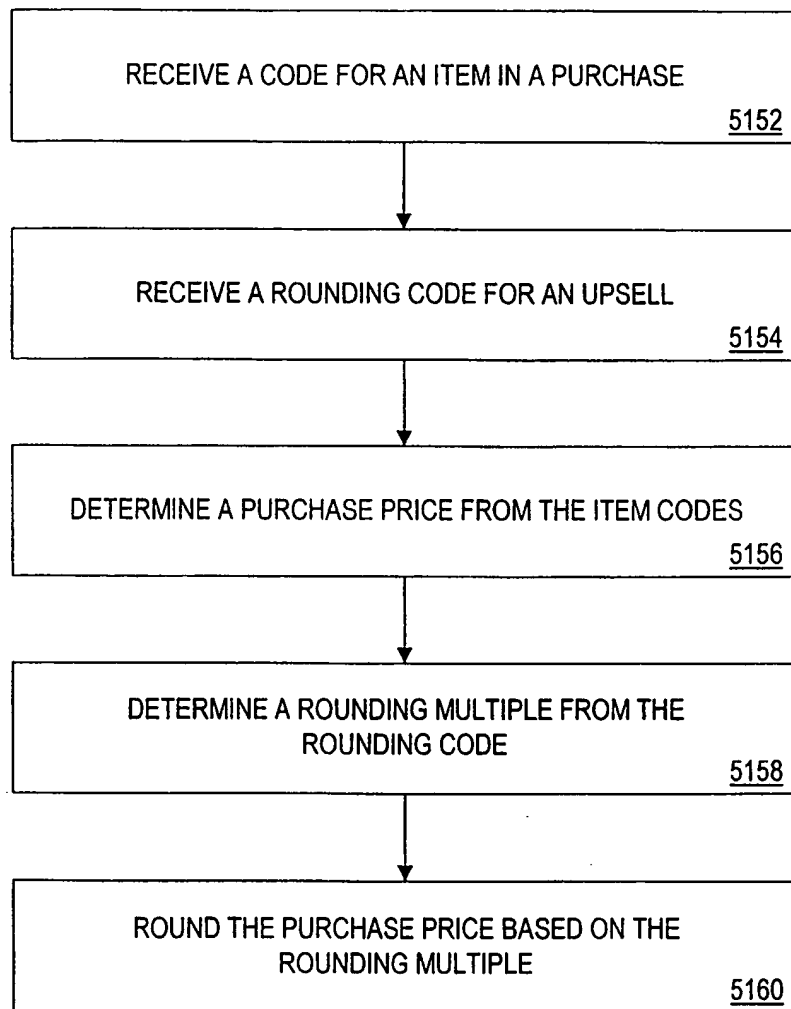 RECEIVE A CODE FOR AN ITEM IN A PURCHASE
5152
RECEIVE A ROUNDING CODE FOR AN UPSELL
5154
DETERMINE A PURCHASE PRICE FROM THE ITEM CODES
5156
DETERMINE A ROUNDING MULTIPLE FROM THE
ROUNDING CODE
5158
ROUND THE PURCHASE PRICE BASED ON THE
ROUNDING MULTIPLE
5160